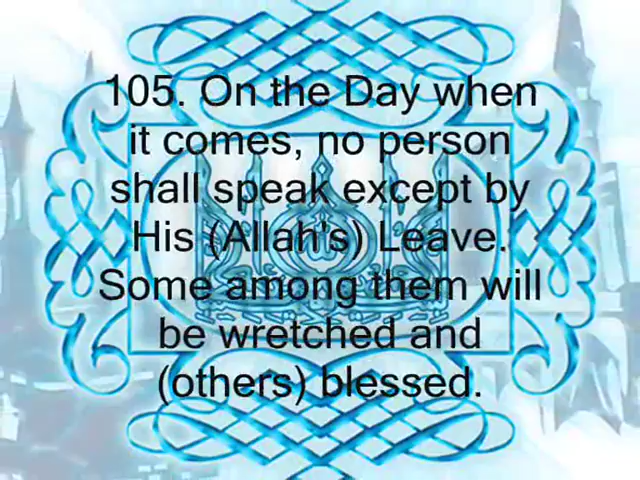 105. On the Day when
it comes, no person
shall speak except by
His (Allah's) Leave.
Some among them will
be wretched and
(others) blessed.